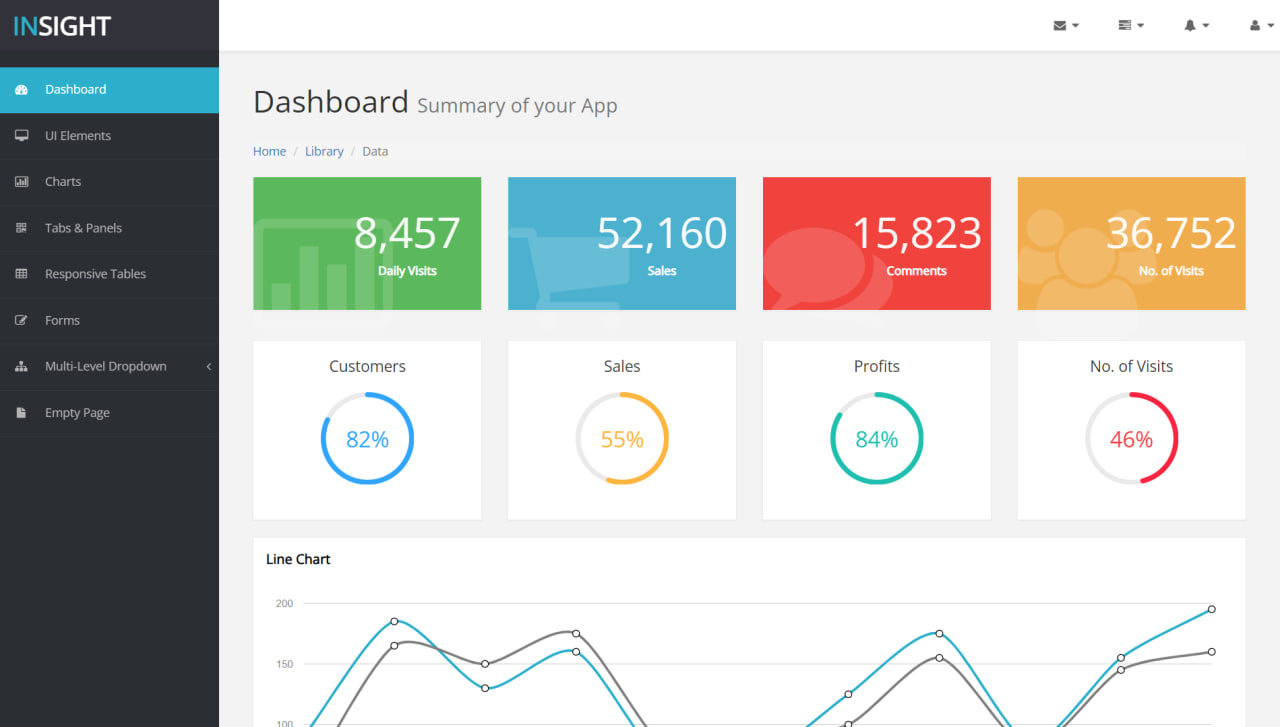 INSIGHT
Dashboard
UI Elements
Charts
Tabs & Panels
Responsive Tables
Forms
Multi-Level Dropdown
Empty Page
Dashboard Summary of your App
Home / Library / Data
8,457
Daily Visits
52,160
Sales
15,823
Comments
36,752
No. of Visits
Customers
82%
Sales
55%
Profits
84%
No. of Visits
46%
Line Chart
200
150
100